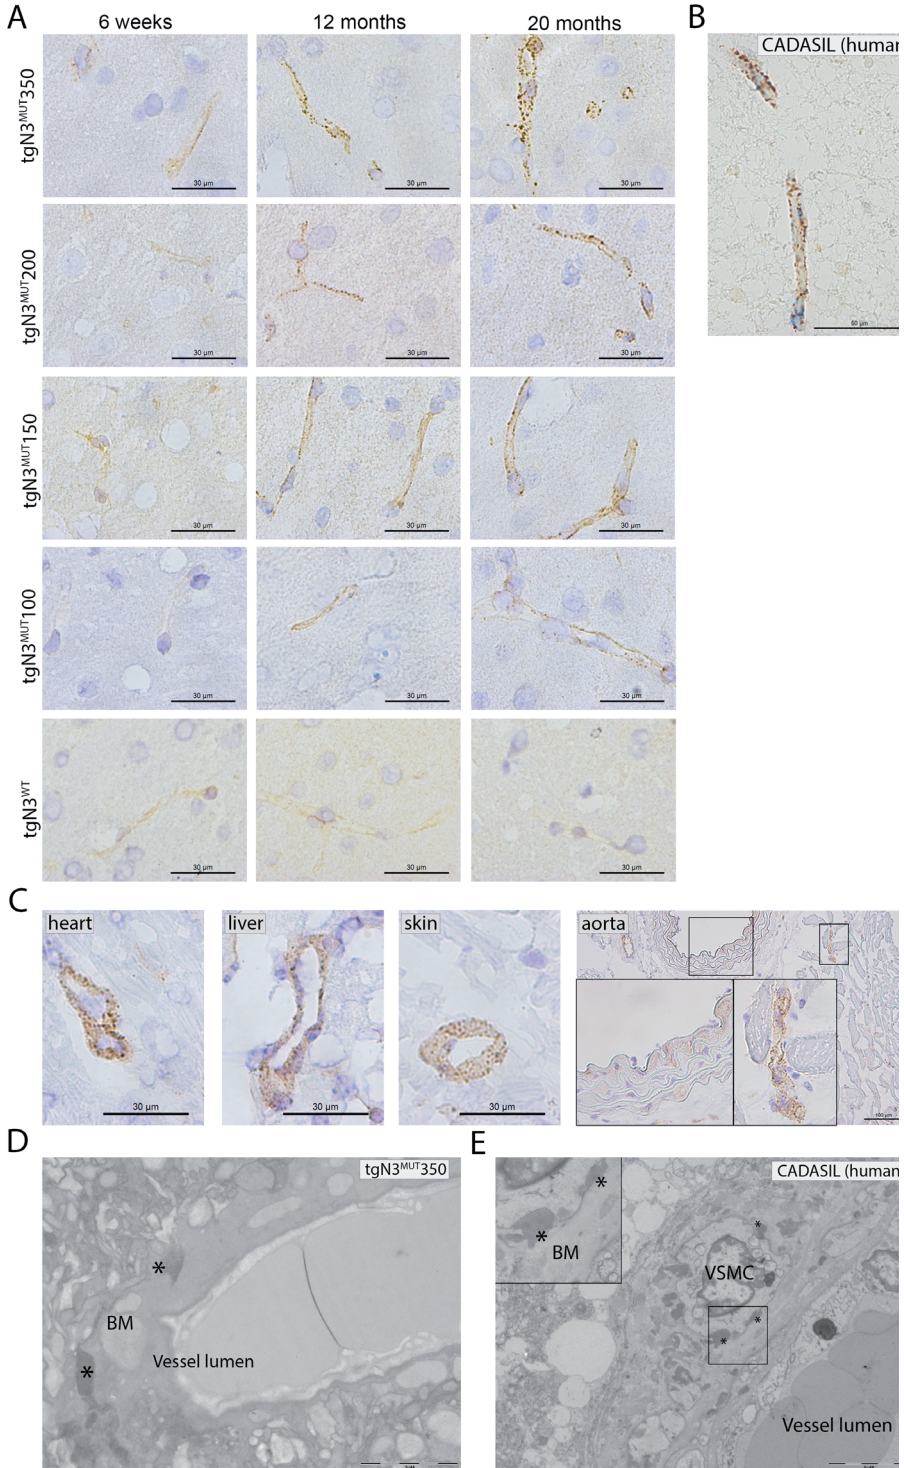 A
6 weeks
12 months
20 months
B
CADASIL (human
tgN3MUT350
30 µm
30 µm
30 µm
60 µm
tgN3MUT200
30 µm
30 µm
30 µm
tgN3MUT150
30 µm
30 µm
30 µm
tgN3MUT100
30 µm
30 µm
30 µm
tgN3WT
30 µm
30 µm
30 µm
C
heart
liver
skin
aorta
30 µm
30 µm
30 µm
100 µm
D
tgN3MUT350
*
BM
Vessel lumen
*
E
CADASIL (human
*
*
BM
*
VSMC
*
*
Vessel lumen